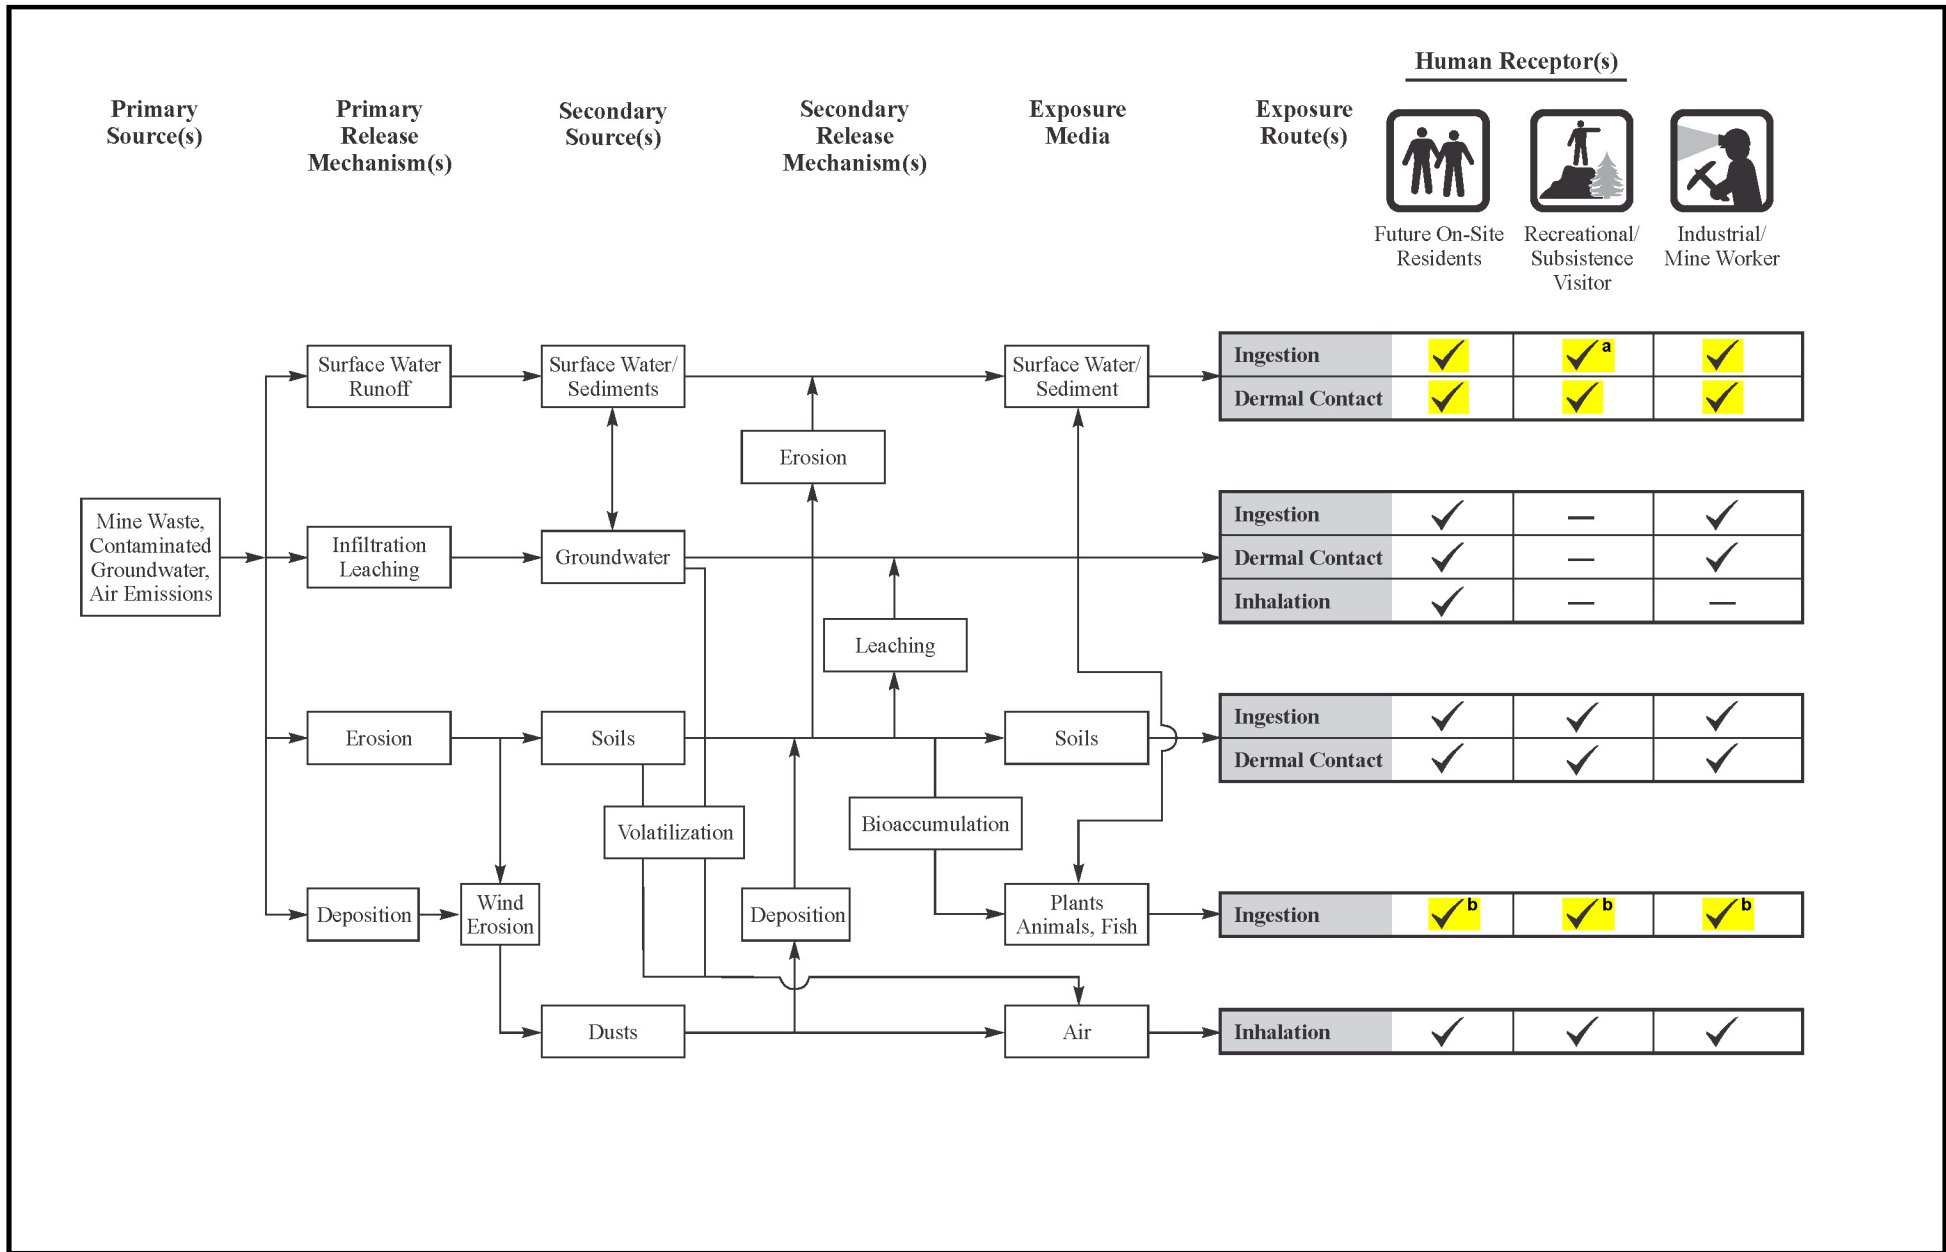 Human Receptor(s)
Primary
Source(s)
Primary
Release
Mechanism(s)
Secondary
Source(s)
Secondary
Release
Mechanism(s)
Exposure
Media
Exposure
Route(s)
Future On-Site
Residents
Recreational/
Subsistence
Visitor
Industrial/
Mine Worker
Surface Water
Runoff
Surface Water/
Sediments
Surface Water/
Sediment
Ingestion
✓ ✓a ✓
Dermal Contact
✓ ✓ ✓
Erosion
Mine Waste,
Contaminated
Groundwater,
Air Emissions
Infiltration
Leaching
Groundwater
Ingestion
✓ — ✓
Dermal Contact
✓ — ✓
Inhalation
✓ — —
Leaching
Erosion
Soils
Soils
Ingestion
✓ ✓ ✓
Dermal Contact
✓ ✓ ✓
Volatilization
Bioaccumulation
Deposition
Wind
Erosion
Deposition
Plants
Animals, Fish
Ingestion
✓b ✓b ✓b
Dusts
Air
Inhalation
✓ ✓ ✓